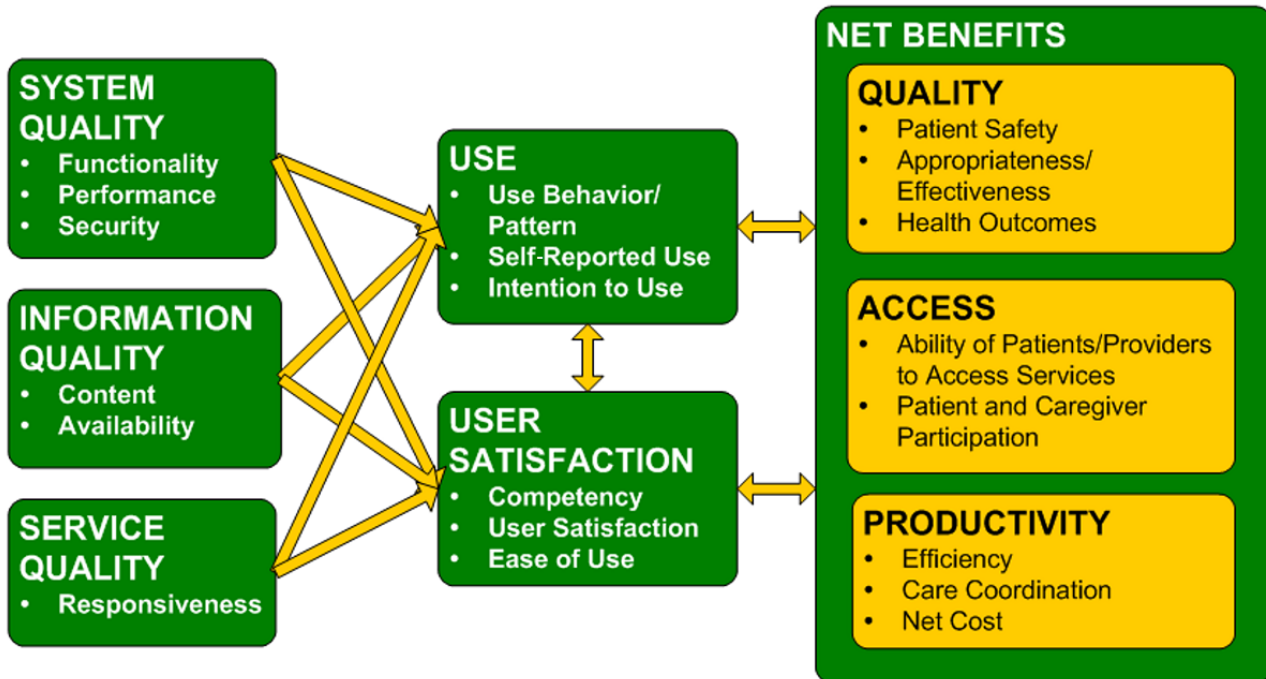 SYSTEM
QUALITY
• Functionality
• Performance
• Security
INFORMATION
QUALITY
• Content
• Availability
SERVICE
QUALITY
• Responsiveness
USE
• Use Behavior/
Pattern
• Self-Reported Use
• Intention to Use
USER
SATISFACTION
• Competency
• User Satisfaction
• Ease of Use
NET BENEFITS
QUALITY
• Patient Safety
• Appropriateness/
Effectiveness
• Health Outcomes
ACCESS
• Ability of Patients/Providers
to Access Services
• Patient and Caregiver
Participation
PRODUCTIVITY
• Efficiency
• Care Coordination
• Net Cost